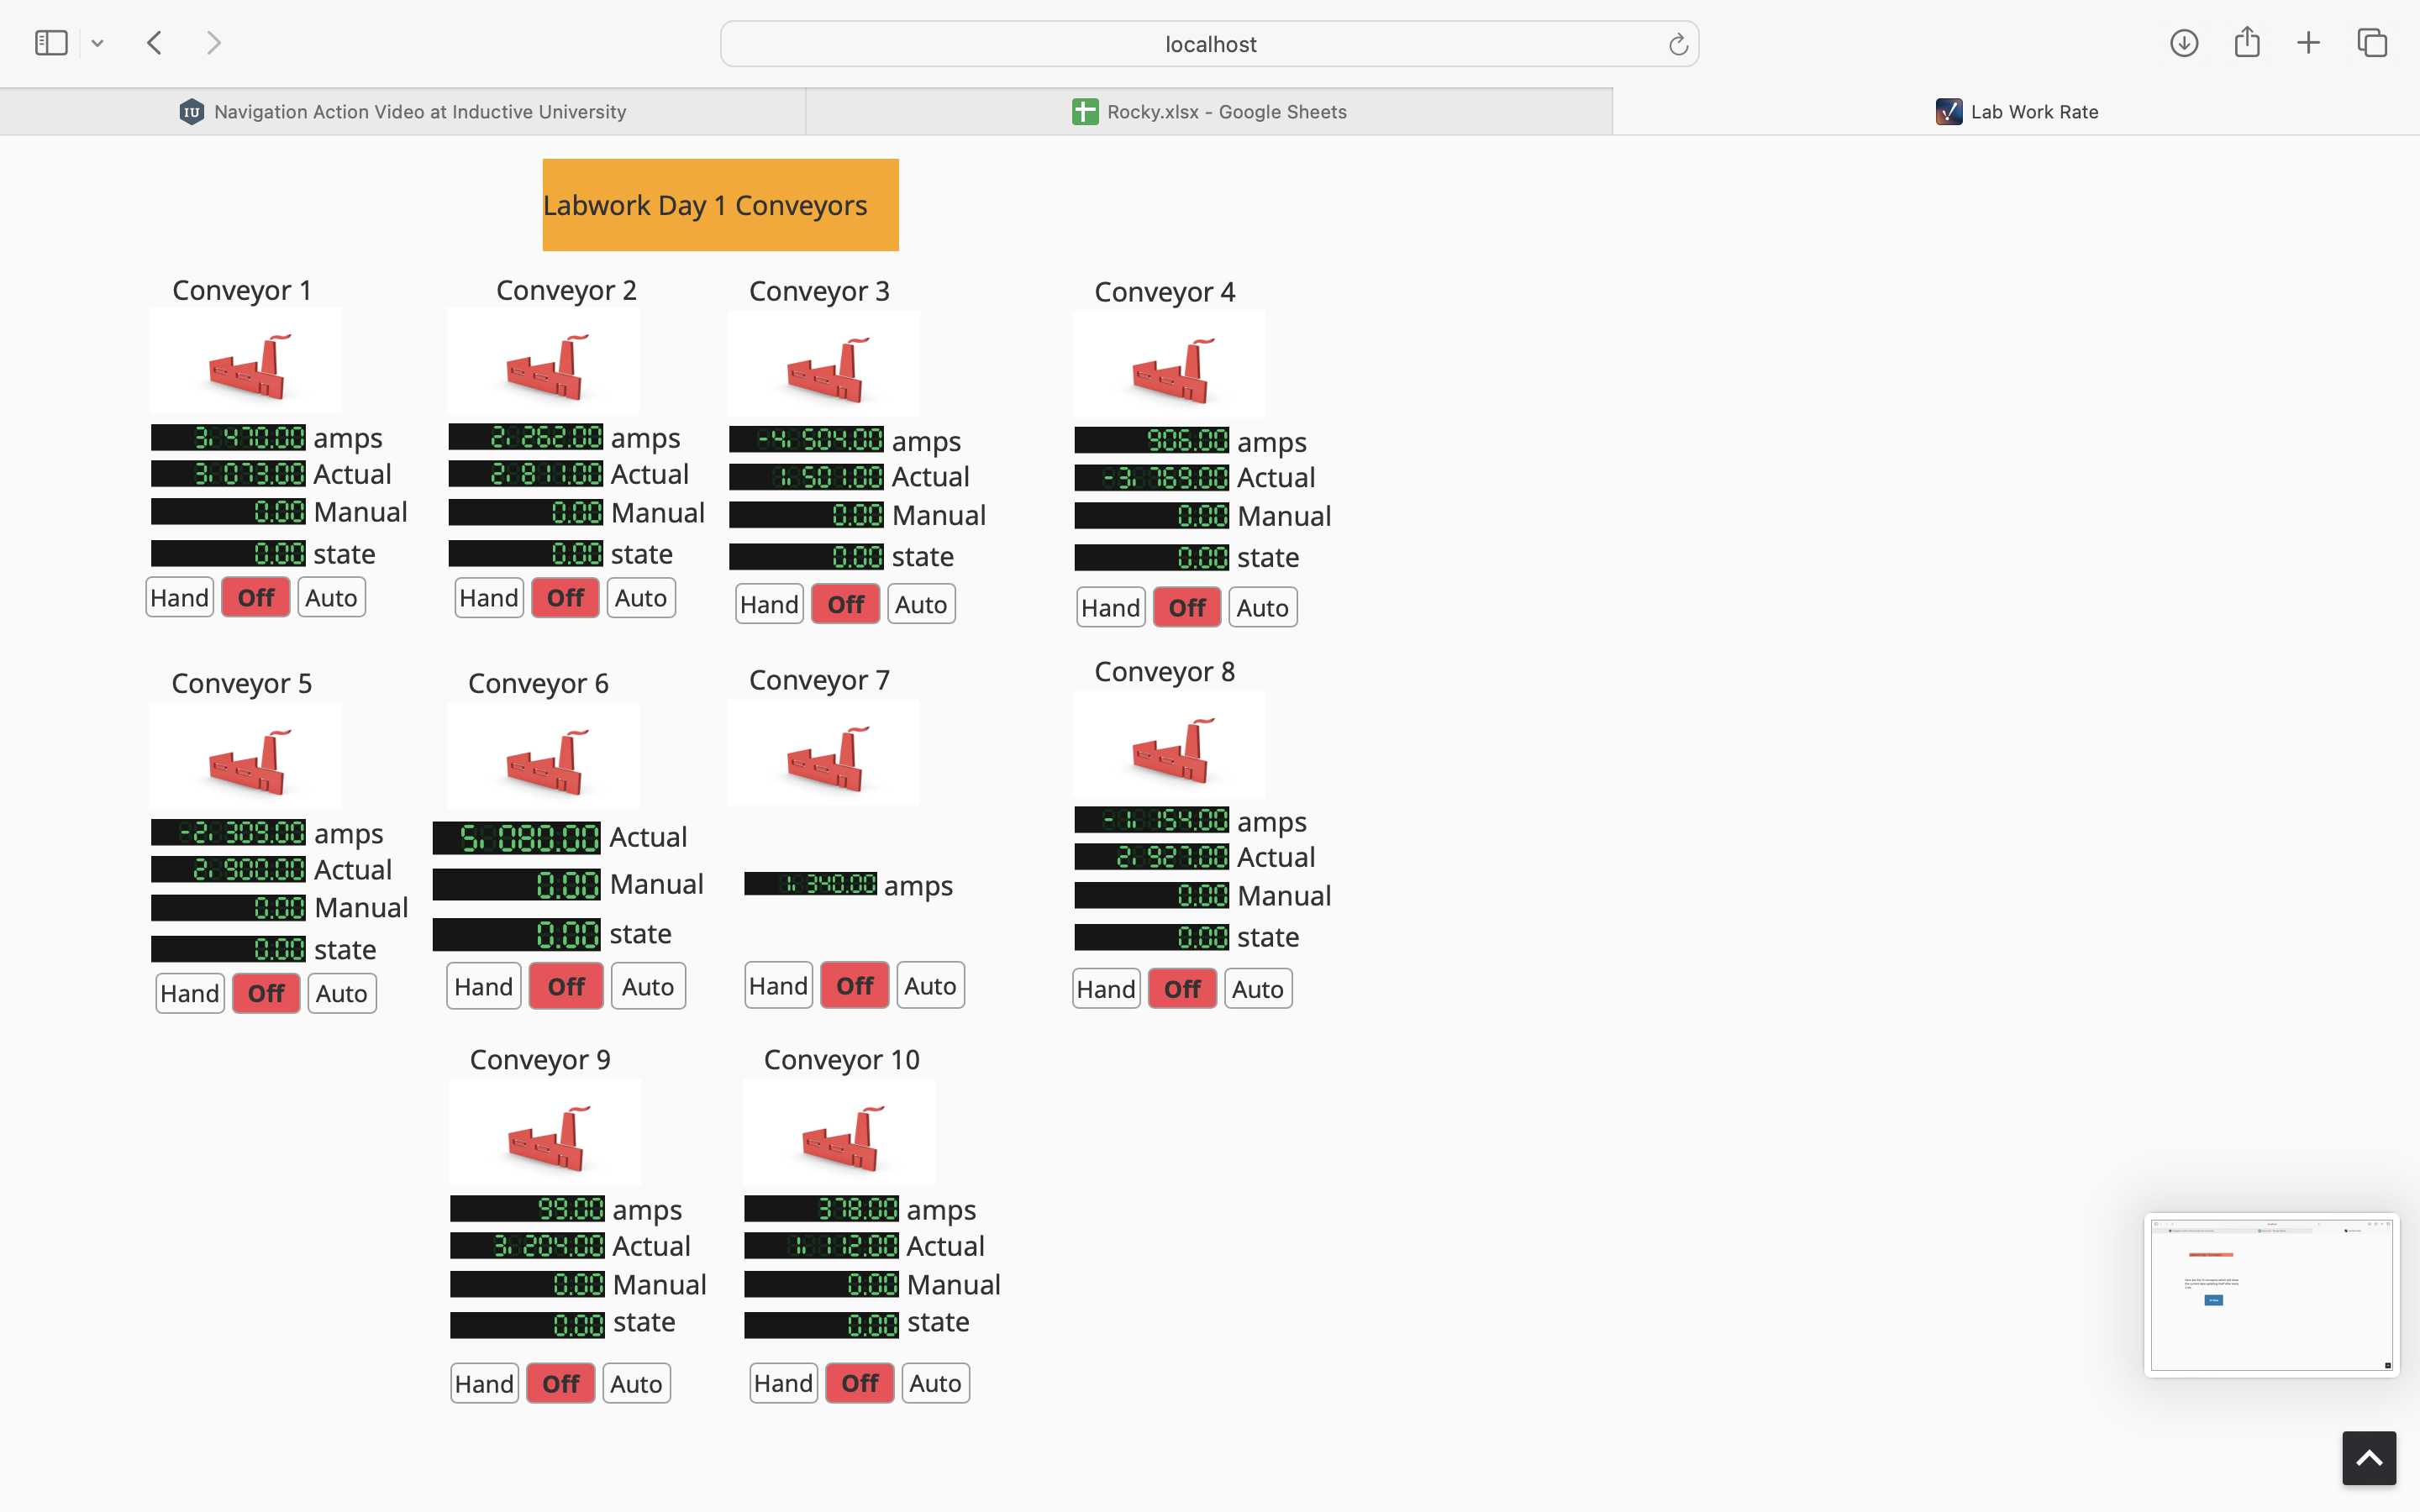 localhost
Navigation Action Video at Inductive University
Rocky.xlsx - Google Sheets
Lab Work Rate
Labwork Day 1 Conveyors
Conveyor 1
3,470.00 amps
3,073.00 Actual
0.00 Manual
0.00 state
Hand Off Auto
Conveyor 2
2,262.00 amps
2,811.00 Actual
0.00 Manual
0.00 state
Hand Off Auto
Conveyor 3
-4,504.00 amps
1,501.00 Actual
0.00 Manual
0.00 state
Hand Off Auto
Conveyor 4
906.00 amps
-3,769.00 Actual
0.00 Manual
0.00 state
Hand Off Auto
Conveyor 5
-2,309.00 amps
2,900.00 Actual
0.00 Manual
0.00 state
Hand Off Auto
Conveyor 6
5,080.00 Actual
0.00 Manual
0.00 state
Hand Off Auto
Conveyor 7
1,340.00 amps
Hand Off Auto
Conveyor 8
-1,154.00 amps
2,927.00 Actual
0.00 Manual
0.00 state
Hand Off Auto
Conveyor 9
99.00 amps
3,204.00 Actual
0.00 Manual
0.00 state
Hand Off Auto
Conveyor 10
378.00 amps
1,112.00 Actual
0.00 Manual
0.00 state
Hand Off Auto